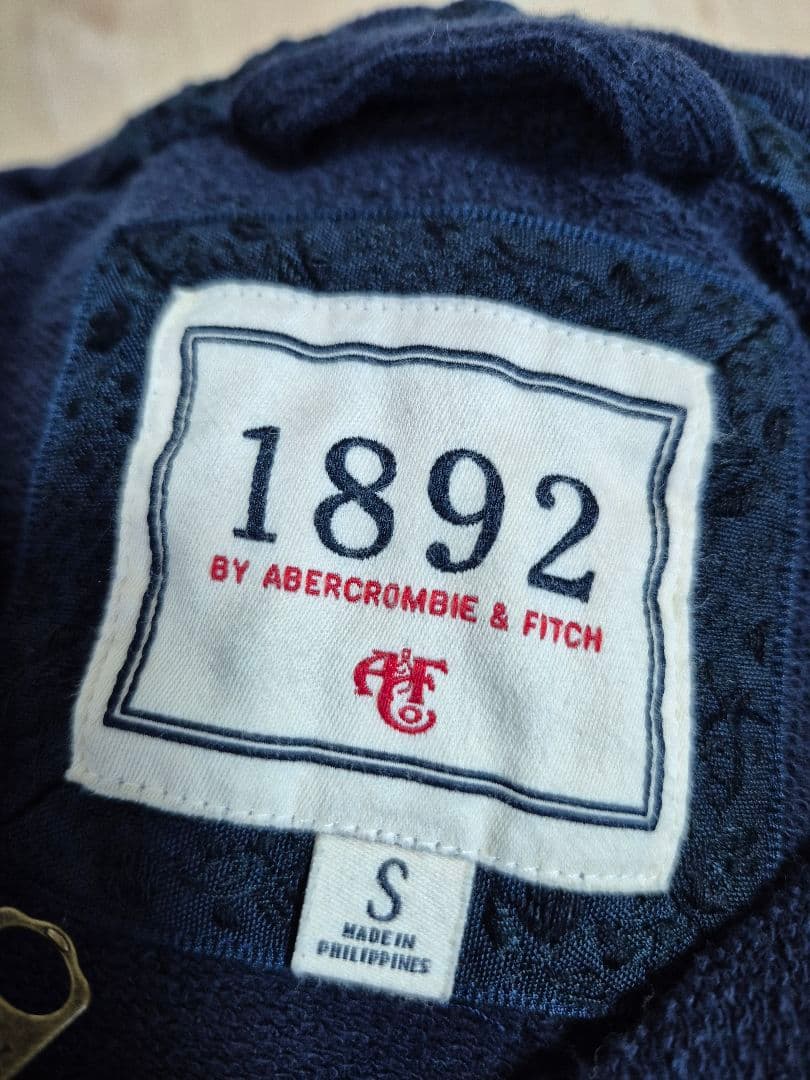 1892
BY ABERCROMBIE & FITCH
A&F
Co
S
MADE IN
PHILIPPINES